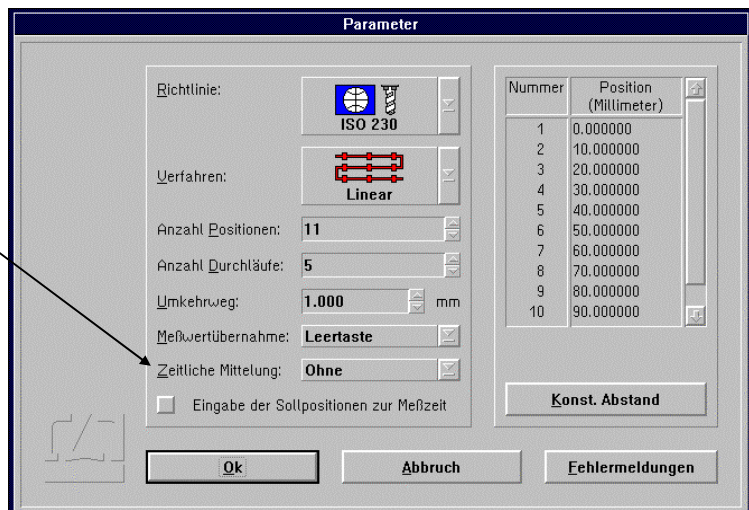 Parameter
Richtlinie:
ISO 230
Verfahren:
Linear
Anzahl Positionen: 11
Anzahl Durchläufe: 5
Umkehrweg: 1.000 mm
Meßwertübernahme: Leertaste
Zeitliche Mittelung: Ohne
Eingabe der Sollpositionen zur Meßzeit
Nummer Position
(Millimeter)
1 0.000000
2 10.000000
3 20.000000
4 30.000000
5 40.000000
6 50.000000
7 60.000000
8 70.000000
9 80.000000
10 90.000000
Konst. Abstand
Ok Abbruch Fehlermeldungen